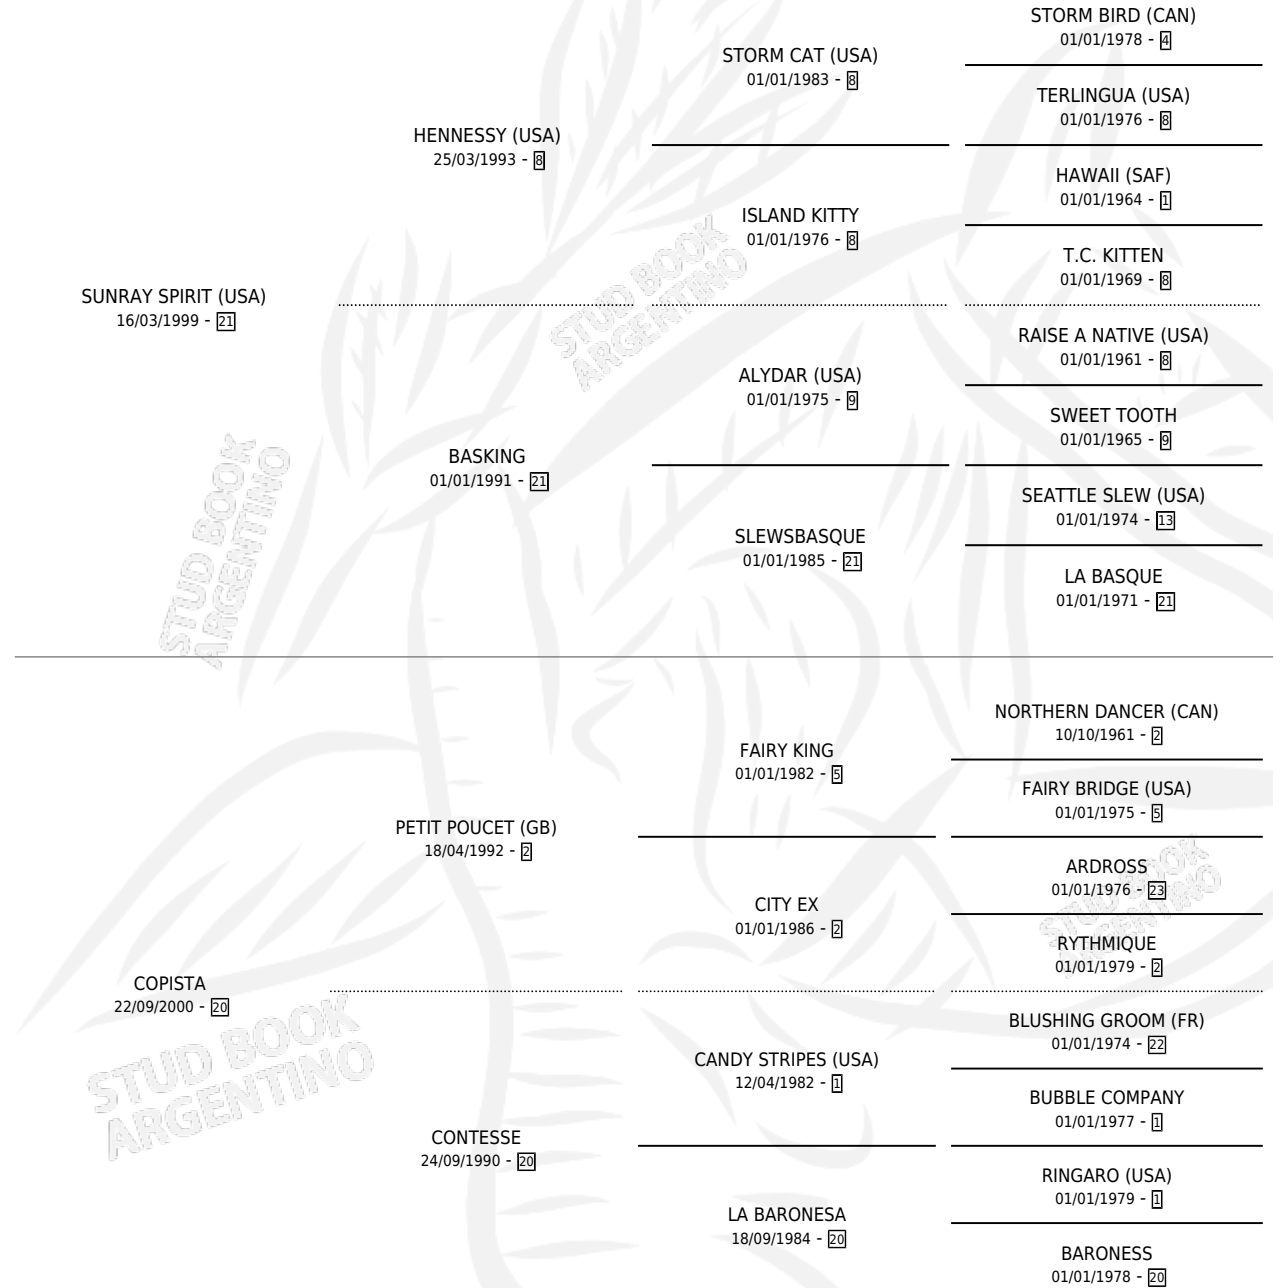 STORM BIRD (CAN)
01/01/1978 - 4
STORM CAT (USA)
01/01/1983 - 8
TERLINGUA (USA)
01/01/1976 - 8
HENNESSY (USA)
25/03/1993 - 8
HAWAII (SAF)
01/01/1964 - 1
ISLAND KITTY
01/01/1976 - 8
T.C. KITTEN
01/01/1969 - 8
SUNRAY SPIRIT (USA)
16/03/1999 - 21
RAISE A NATIVE (USA)
01/01/1961 - 8
ALYDAR (USA)
01/01/1975 - 9
SWEET TOOTH
01/01/1965 - 9
BASKING
01/01/1991 - 21
SEATTLE SLEW (USA)
01/01/1974 - 13
SLEWSBASQUE
01/01/1985 - 21
LA BASQUE
01/01/1971 - 21
NORTHERN DANCER (CAN)
10/10/1961 - 2
FAIRY KING
01/01/1982 - 5
FAIRY BRIDGE (USA)
01/01/1975 - 5
PETIT POUCET (GB)
18/04/1992 - 2
ARDROSS
01/01/1976 - 23
CITY EX
01/01/1986 - 2
RYTHMIQUE
01/01/1979 - 2
COPISTA
22/09/2000 - 20
BLUSHING GROOM (FR)
01/01/1974 - 22
CANDY STRIPES (USA)
12/04/1982 - 1
BUBBLE COMPANY
01/01/1977 - 1
CONTESSE
24/09/1990 - 20
RINGARO (USA)
01/01/1979 - 1
LA BARONESA
18/09/1984 - 20
BARONESS
01/01/1978 - 20
STUD BOOK
ARGENTINO
STUD BOOK
ARGENTINO
STUD BOOK
ARGENTINO
STUD BOOK
ARGENTINO